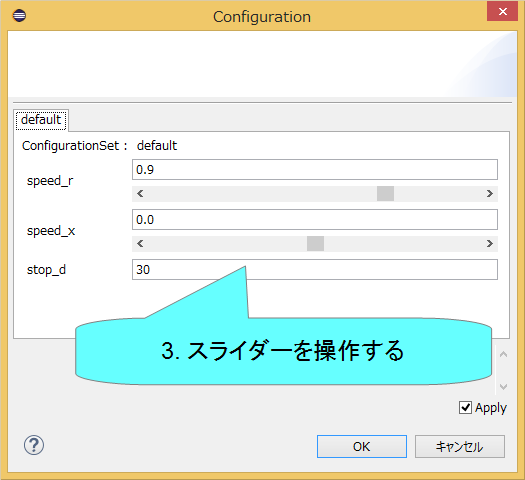 Configuration
default
ConfigurationSet : default
speed_r
0.9
speed_x
0.0
stop_d
30
3. スライダーを操作する
Apply
OK
キャンセル